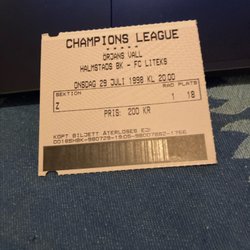 CHAMPIONS LEAGUE
*****
ÖRJANS VALL
HALMSTADS BK - FC LITEKS
ONSDAG 29 JULI 1998 KL 20.00
SEKTION RAD PLATS
Z 1 18
PRIS: 200 KR
KÖPT BILJETT ÅTERLÖSES EJ!